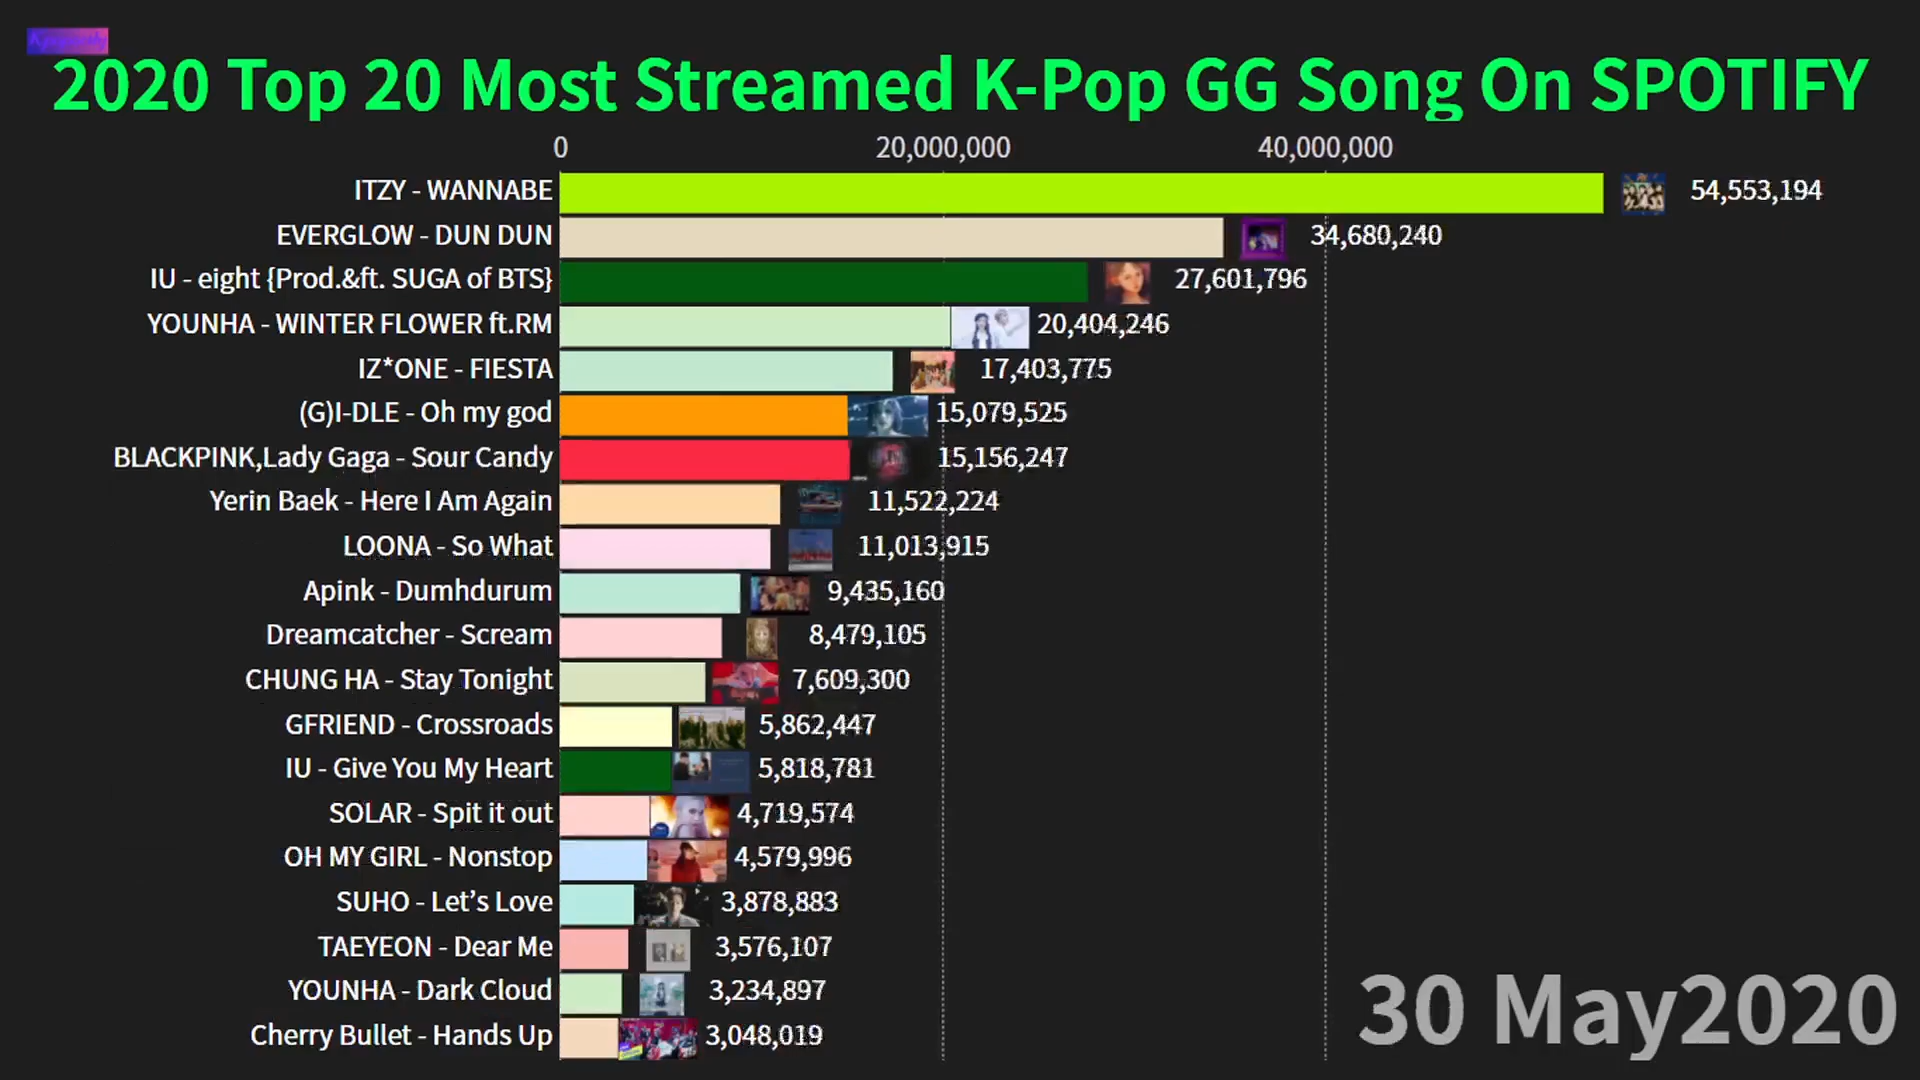 2020 Top 20 Most Streamed K-Pop GG Song On SPOTIFY
0 20,000,000 40,000,000
ITZY - WANNABE 54,553,194
EVERGLOW - DUN DUN 34,680,240
IU - eight {Prod.&ft. SUGA of BTS} 27,601,796
YOUNHA - WINTER FLOWER ft.RM 20,404,246
IZ*ONE - FIESTA 17,403,775
(G)I-DLE - Oh my god 15,079,525
BLACKPINK,Lady Gaga - Sour Candy 15,156,247
Yerin Baek - Here I Am Again 11,522,224
LOONA - So What 11,013,915
Apink - Dumhdurum 9,435,160
Dreamcatcher - Scream 8,479,105
CHUNG HA - Stay Tonight 7,609,300
GFRIEND - Crossroads 5,862,447
IU - Give You My Heart 5,818,781
SOLAR - Spit it out 4,719,574
OH MY GIRL - Nonstop 4,579,996
SUHO - Let’s Love 3,878,883
TAEYEON - Dear Me 3,576,107
YOUNHA - Dark Cloud 3,234,897
Cherry Bullet - Hands Up 3,048,019
30 May2020